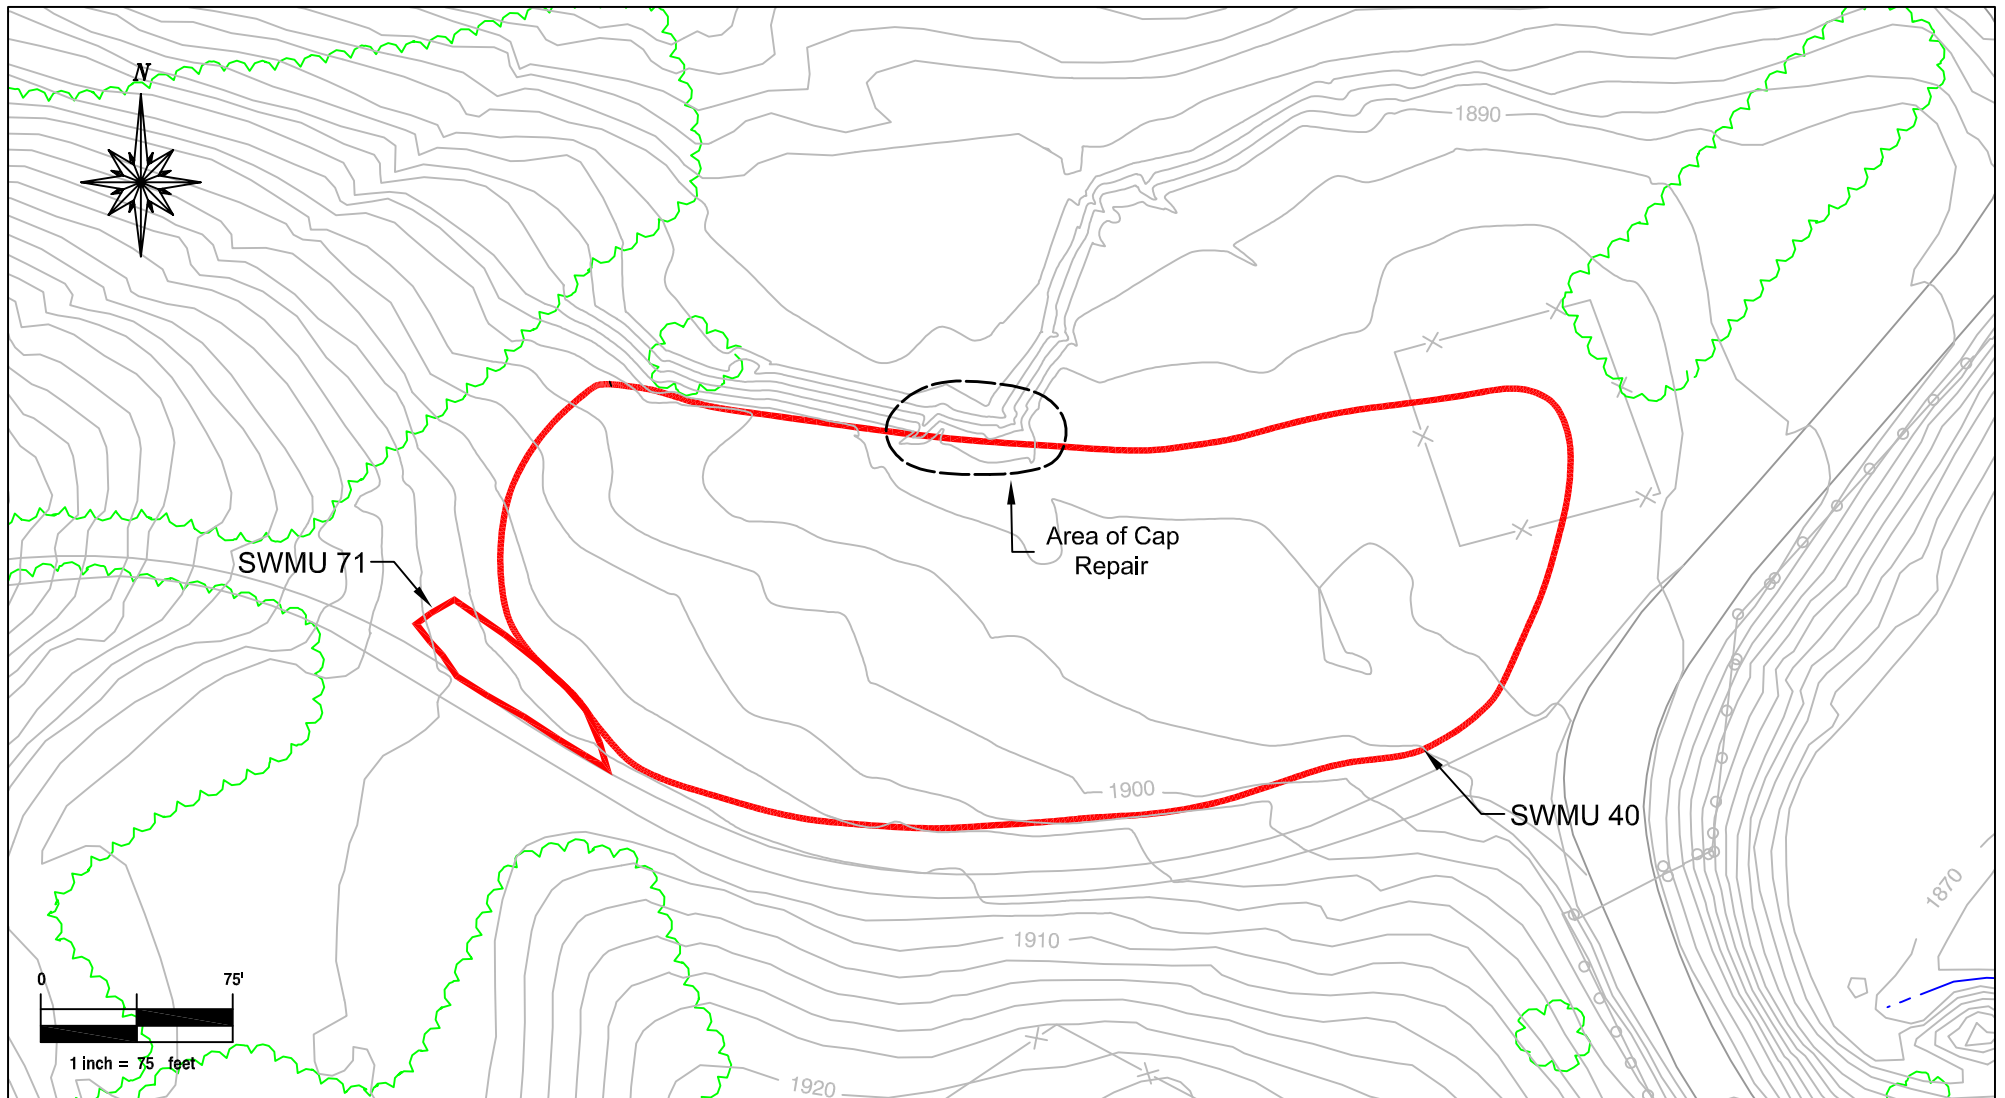 N
1890
SWMU 71
Area of Cap
Repair
1900
SWMU 40
1870
1910
0 75'
1 inch = 75 feet
1920